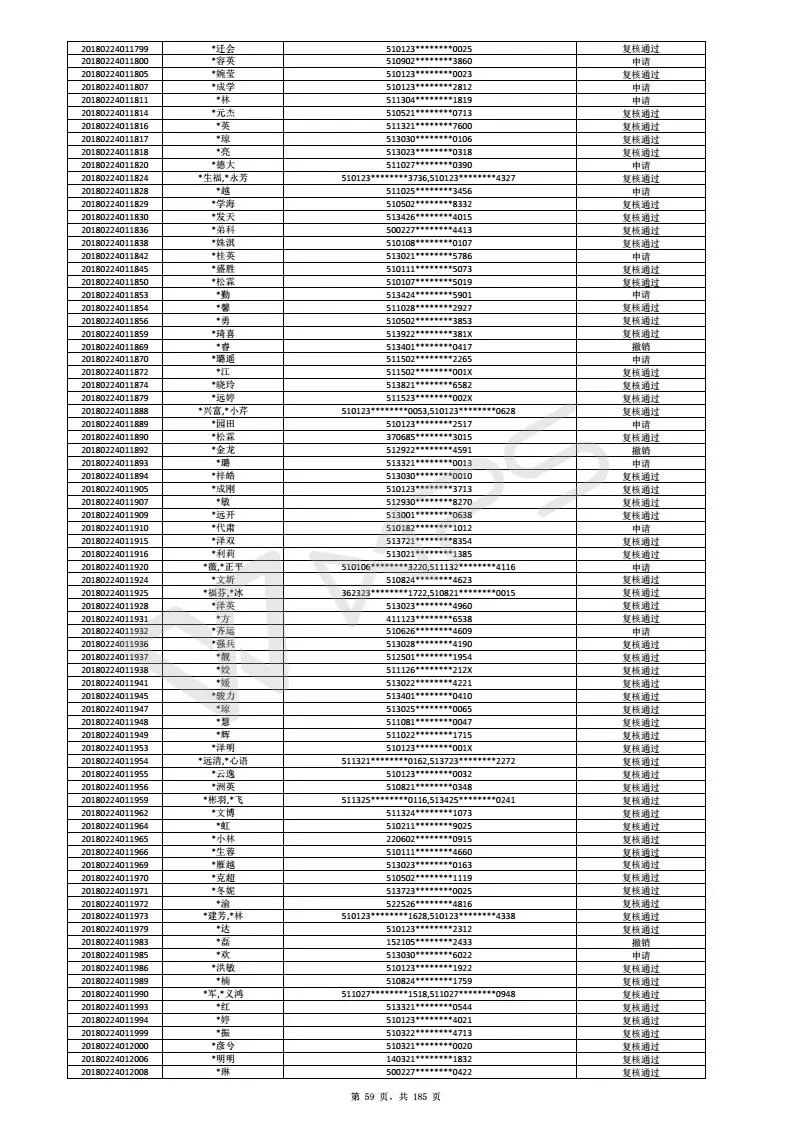 20180224011799 *迁会 510123********0025 复核通过
20180224011800 *容英 510902********3860 申请
20180224011805 *婉莹 510123********0023 复核通过
20180224011807 *成学 510123********2812 申请
20180224011811 *林 511304********1819 申请
20180224011814 *元杰 510521********0713 复核通过
20180224011816 *英 511321********7600 复核通过
20180224011817 *琼 513030********0106 复核通过
20180224011818 *亮 513023********0318 复核通过
20180224011820 *德大 511027********0390 申请
20180224011824 *生福,*永芳 510123********3736,510123********4327 复核通过
20180224011828 *越 511025********3456 申请
20180224011829 *学海 510502********8332 复核通过
20180224011830 *发天 513426********4015 复核通过
20180224011836 *弟科 500227********4413 复核通过
20180224011838 *姝淇 510108********0107 复核通过
20180224011842 *桂英 513021********5786 申请
20180224011845 *盛胜 510111********5073 复核通过
20180224011850 *松霖 510107********5019 复核通过
20180224011853 *勤 513424********5901 申请
20180224011854 *馨 511028********2927 复核通过
20180224011856 *勇 510502********3853 复核通过
20180224011859 *琦喜 513922********381X 复核通过
20180224011869 *睿 513401********0417 撤销
20180224011870 *璐遥 511502********2265 申请
20180224011872 *江 511502********001X 复核通过
20180224011874 *晓玲 513821********6582 复核通过
20180224011879 *远婷 511523********002X 复核通过
20180224011888 *兴富,*小芹 510123********0053,510123********0628 复核通过
20180224011889 *园田 510123********2517 申请
20180224011890 *松霖 370685********3015 复核通过
20180224011892 *金龙 512922********4591 撤销
20180224011893 *璐 513321********0013 申请
20180224011894 *梓皓 513030********0010 复核通过
20180224011905 *成刚 510123********3713 复核通过
20180224011907 *敏 512930********8270 复核通过
20180224011909 *远开 513001********0638 复核通过
20180224011910 *代肃 510182********1012 申请
20180224011915 *泽双 513721********8354 复核通过
20180224011916 *利莉 513021********1385 复核通过
20180224011920 *薇,*正平 510106********3220,511132********4116 申请
20180224011924 *文圻 510824********4623 复核通过
20180224011925 *福芬,*冰 362323********1722,510821********0015 复核通过
20180224011928 *泽英 513023********4960 复核通过
20180224011931 *方 411123********6538 复核通过
20180224011932 *齐运 510626********4609 申请
20180224011936 *强兵 513028********4190 复核通过
20180224011937 *靓 512501********1954 复核通过
20180224011938 *姣 511126********212X 复核通过
20180224011941 *媛 513022********4221 复核通过
20180224011945 *骏力 513401********0410 复核通过
20180224011947 *琼 513025********0065 复核通过
20180224011948 *慧 511081********0047 复核通过
20180224011949 *辉 511022********1715 复核通过
20180224011953 *泽明 510123********001X 复核通过
20180224011954 *远清,*心语 511321********0162,513723********2272 复核通过
20180224011955 *云逸 510123********0032 复核通过
20180224011956 *洲英 510821********0348 复核通过
20180224011959 *彬羽,*飞 511325********0116,513425********0241 复核通过
20180224011962 *文博 511324********1073 复核通过
20180224011964 *虹 510211********9025 复核通过
20180224011965 *小林 220602********0915 复核通过
20180224011966 *生蓉 510111********4660 复核通过
20180224011969 *雁越 513023********0163 复核通过
20180224011970 *克超 510502********1119 复核通过
20180224011971 *冬妮 513723********0025 复核通过
20180224011972 *渝 522526********4816 复核通过
20180224011973 *建芳,*林 510123********1628,510123********4338 复核通过
20180224011979 *达 510123********2312 复核通过
20180224011983 *磊 152105********2433 撤销
20180224011985 *欢 513030********6022 申请
20180224011986 *洪敏 510123********1922 复核通过
20180224011989 *楠 510824********1759 复核通过
20180224011990 *军,*义鸿 511027********1518,511027********0948 复核通过
20180224011993 *红 513321********0544 复核通过
20180224011994 *婷 510123********4021 复核通过
20180224011999 *振 510322********4713 复核通过
20180224012000 *彦兮 510321********0020 复核通过
20180224012006 *明明 140321********1832 复核通过
20180224012008 *琳 500227********0422 复核通过
第 59 页,共 185 页